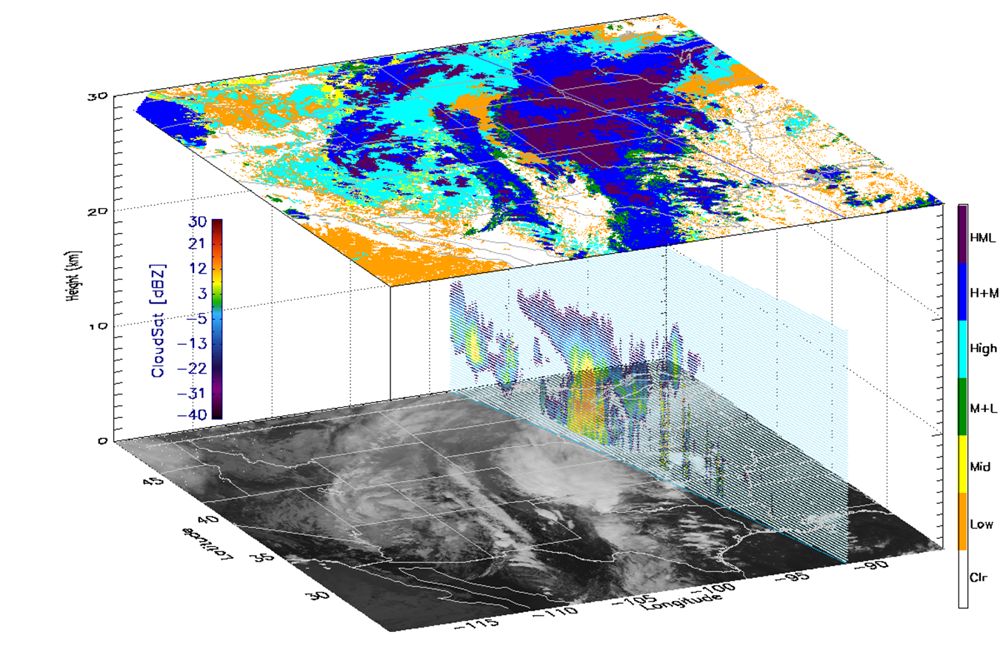 30
20
10
0
Height (km)
CloudSat [dBZ]
30
21
12
3
-5
-13
-22
-31
-40
HML
H+M
High
M+L
Mid
Low
Clr
45
40
35
30
Latitude
-115
-110
-105
-100
-95
-90
Longitude